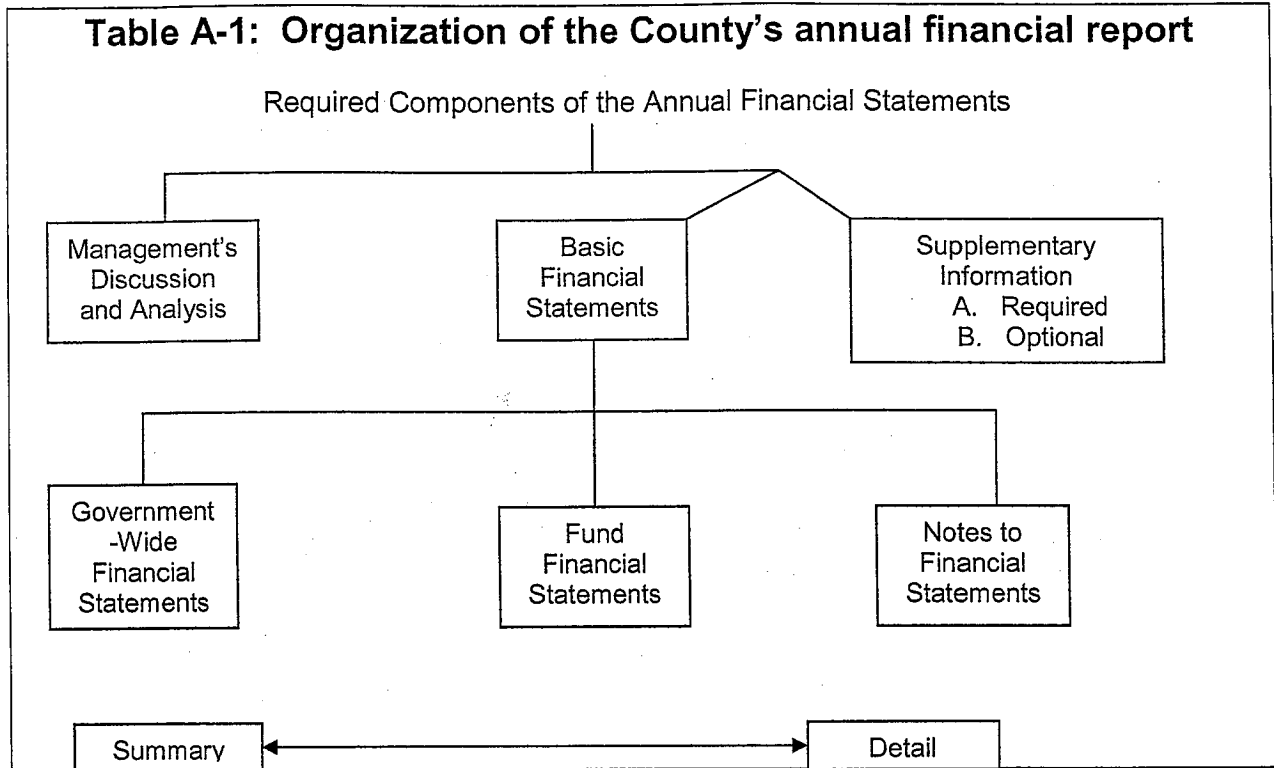 Table A-1: Organization of the County's annual financial report
Required Components of the Annual Financial Statements
Management's
Discussion
and Analysis
Basic
Financial
Statements
Supplementary
Information
A. Required
B. Optional
Government
-Wide
Financial
Statements
Fund
Financial
Statements
Notes to
Financial
Statements
Summary
Detail